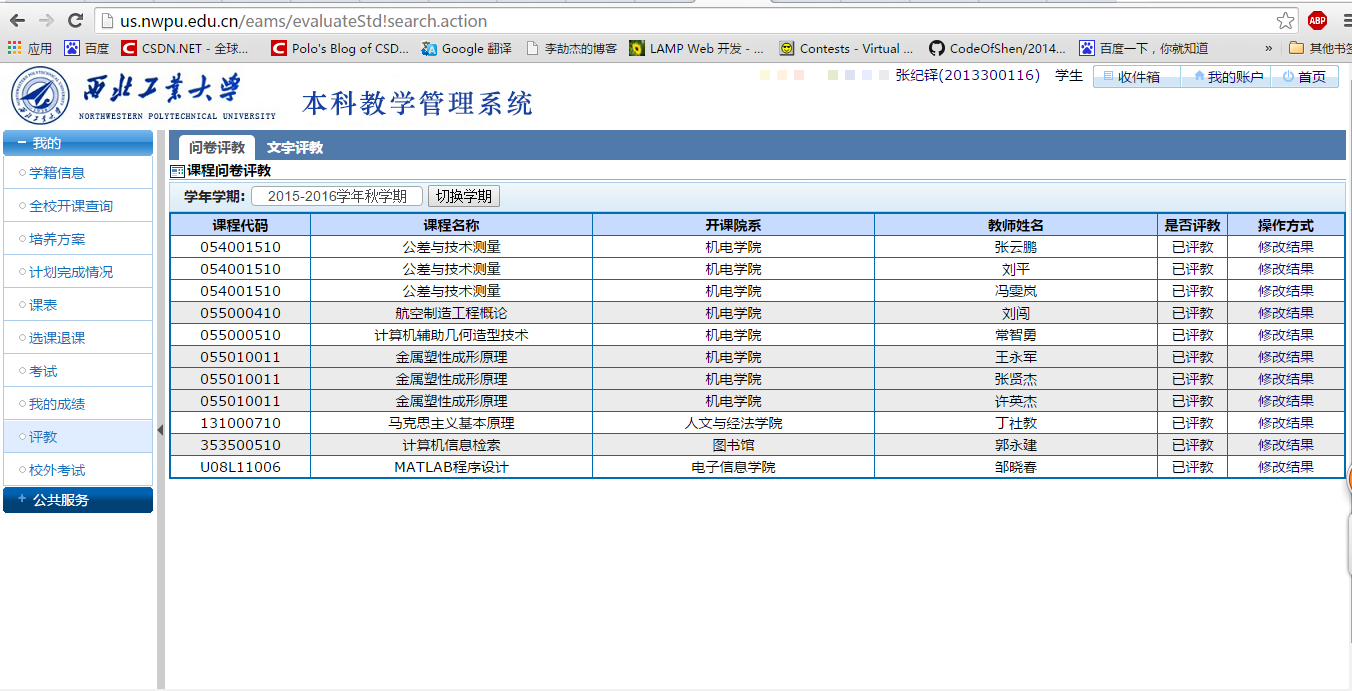 us.nwpu.edu.cn/eams/evaluateStd!search.action ABP
应用 百度 CSDN.NET - 全球... Polo's Blog of CSD... Google 翻译 李劼杰的博客 LAMP Web 开发 - ... Contests - Virtual ... CodeOfShen/2014... 百度一下，你就知道 » 其他书签
西北工业大学
NORTHWESTERN POLYTECHNICAL UNIVERSITY
本科教学管理系统
张纪铎(2013300116) 学生 收件箱 我的账户 首页
我的
学籍信息
全校开课查询
培养方案
计划完成情况
课表
选课退课
考试
我的成绩
评教
校外考试
公共服务
问卷评教 文字评教
课程问卷评教
学年学期: 2015-2016学年秋学期 切换学期
课程代码 课程名称 开课院系 教师姓名 是否评教 操作方式
054001510 公差与技术测量 机电学院 张云鹏 已评教 修改结果
054001510 公差与技术测量 机电学院 刘平 已评教 修改结果
054001510 公差与技术测量 机电学院 冯雯岚 已评教 修改结果
055000410 航空制造工程概论 机电学院 刘闯 已评教 修改结果
055000510 计算机辅助几何造型技术 机电学院 常智勇 已评教 修改结果
055010011 金属塑性成形原理 机电学院 王永军 已评教 修改结果
055010011 金属塑性成形原理 机电学院 张贤杰 已评教 修改结果
055010011 金属塑性成形原理 机电学院 许英杰 已评教 修改结果
131000710 马克思主义基本原理 人文与经法学院 丁社教 已评教 修改结果
353500510 计算机信息检索 图书馆 郭永建 已评教 修改结果
U08L11006 MATLAB程序设计 电子信息学院 邹晓春 已评教 修改结果